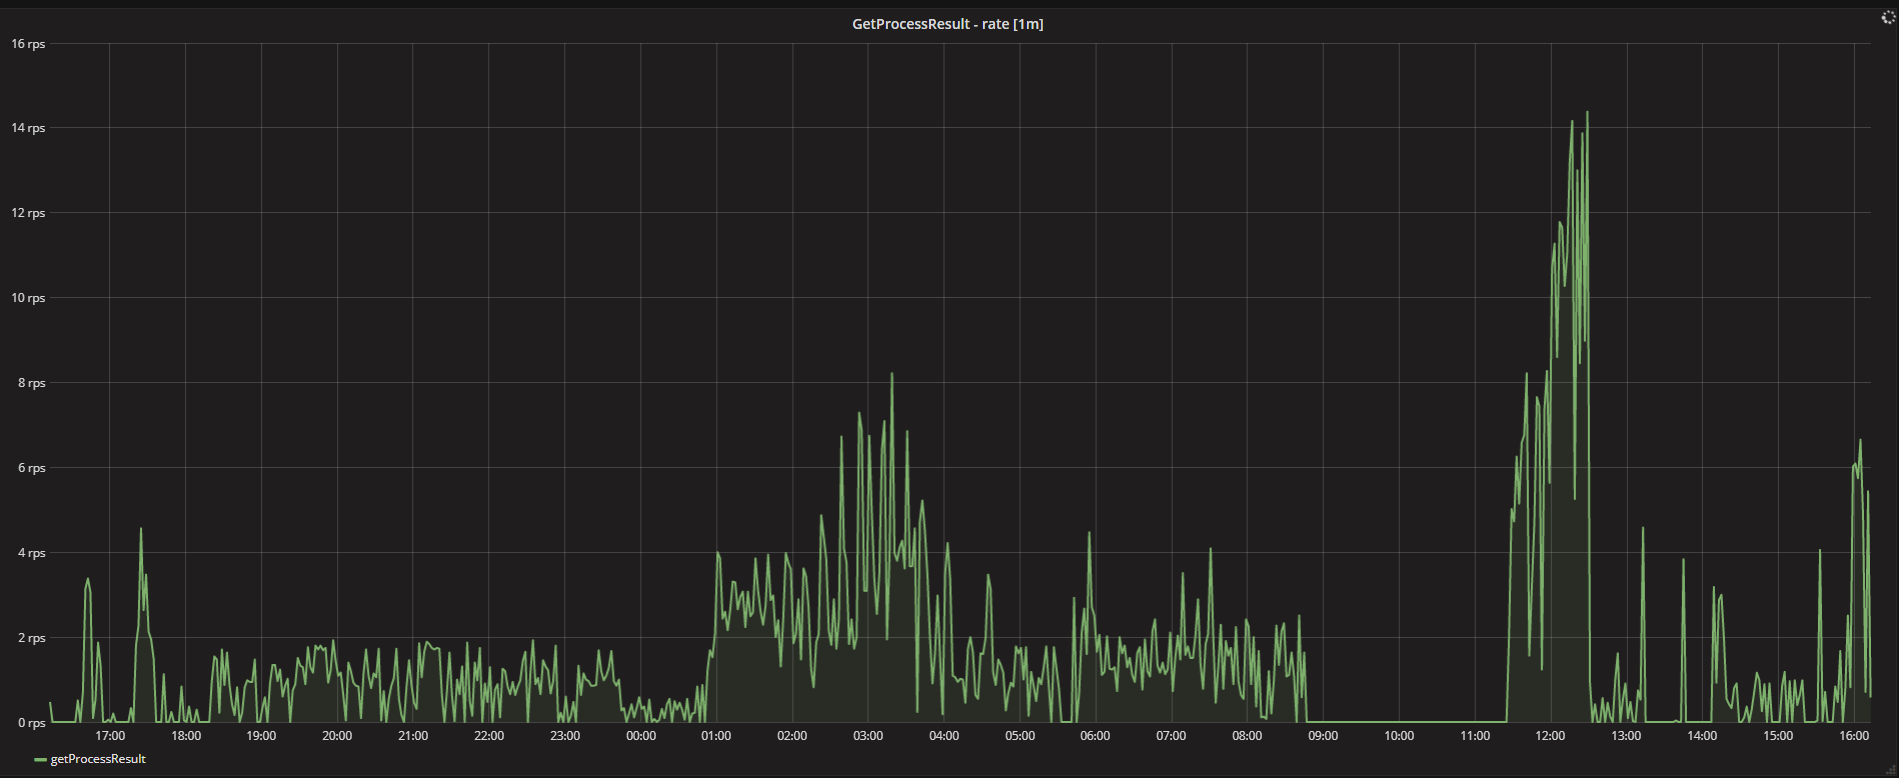 GetProcessResult - rate [1m]
16 rps
14 rps
12 rps
10 rps
8 rps
6 rps
4 rps
2 rps
0 rps
17:00 18:00 19:00 20:00 21:00 22:00 23:00 00:00 01:00 02:00 03:00 04:00 05:00 06:00 07:00 08:00 09:00 10:00 11:00 12:00 13:00 14:00 15:00 16:00
getProcessResult